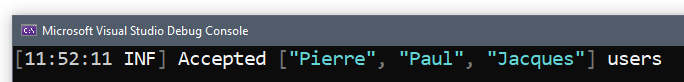 Microsoft Visual Studio Debug Console
[11:52:11 INF] Accepted ["Pierre", "Paul", "Jacques"] users